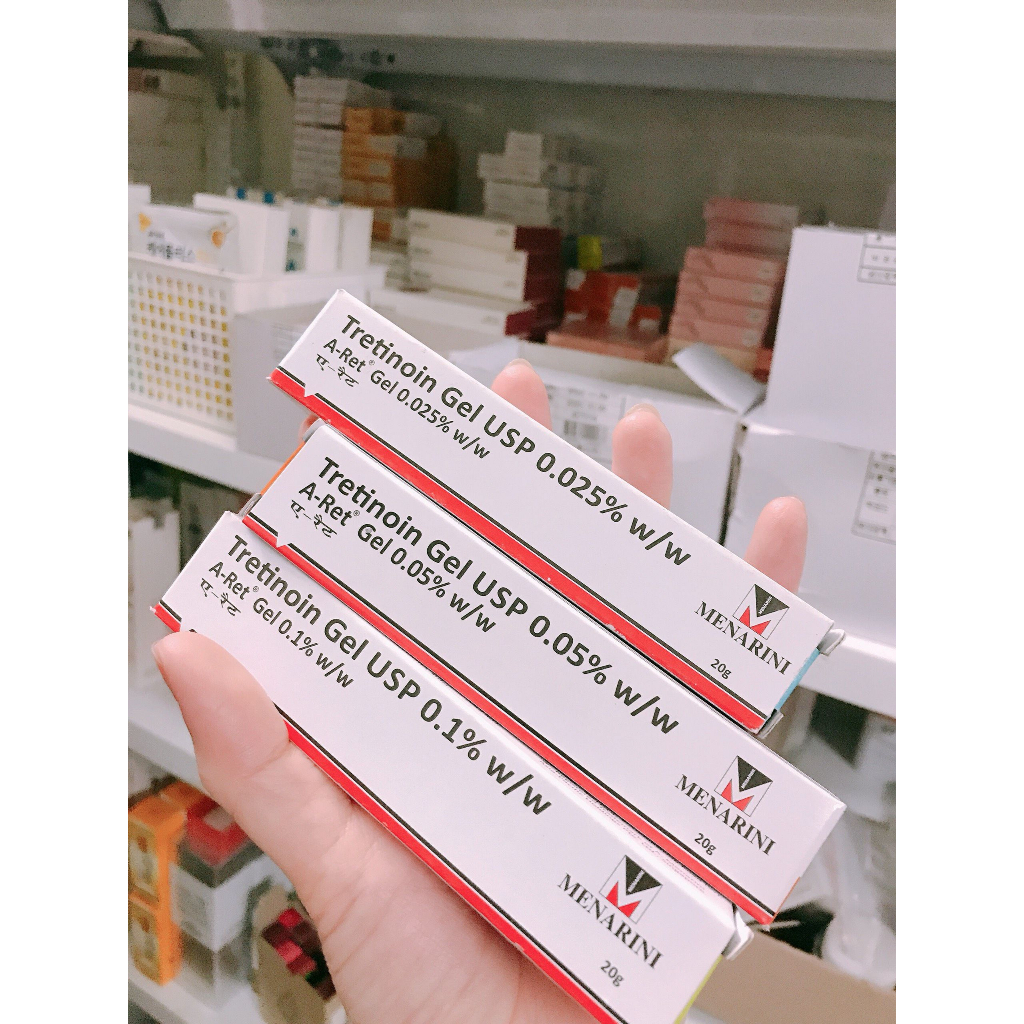 Tretinoin Gel USP 0.025% w/w
A-Ret® Gel 0.025% w/w
ए-रेट
MENARINI
20g
Tretinoin Gel USP 0.05% w/w
A-Ret® Gel 0.05% w/w
ए-रेट
MENARINI
20g
Tretinoin Gel USP 0.1% w/w
A-Ret® Gel 0.1% w/w
ए-रेट
MENARINI
20g